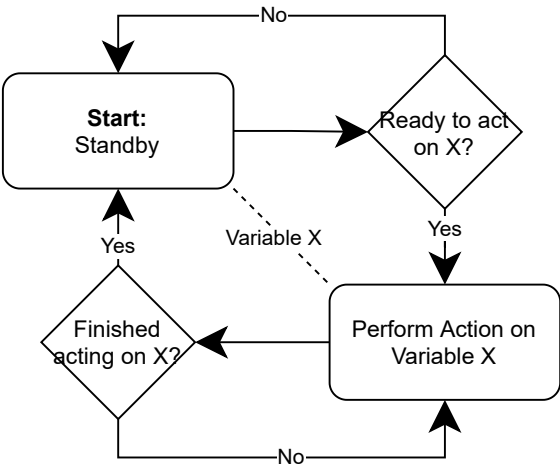 No
Start:
Standby
Ready to act
on X?
Yes
Variable X
Yes
Finished
acting on X?
Perform Action on
Variable X
No